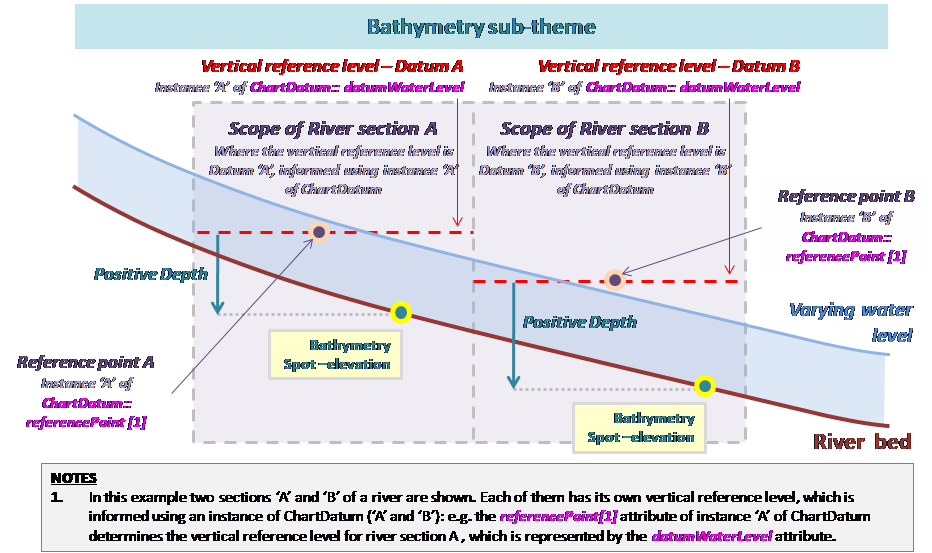 Bathymetry sub-theme
Vertical reference level – Datum A
Instance ‘A’ of ChartDatum:: datumWaterLevel
Vertical reference level – Datum B
Instance ‘B’ of ChartDatum:: datumWaterLevel
Scope of River section A
Where the vertical reference level is
Datum ‘A’, informed using instance ‘A’
of ChartDatum
Scope of River section B
Where the vertical reference level is
Datum ‘B’, informed using instance ‘B’
of ChartDatum
Reference point B
Instance ‘B’ of
ChartDatum::
referencePoint [1]
Positive Depth
Positive Depth
Varying water
level
Bathymetry
Spot –elevation
Reference point A
Instance ‘A’ of
ChartDatum::
referencePoint [1]
Bathymetry
Spot –elevation
River bed
NOTES
1. In this example two sections ‘A’ and ‘B’ of a river are shown. Each of them has its own vertical reference level, which is
informed using an instance of ChartDatum (‘A’ and ‘B’): e.g. the referencePoint[1] attribute of instance ‘A’ of ChartDatum
determines the vertical reference level for river section A , which is represented by the datumWaterLevel attribute.